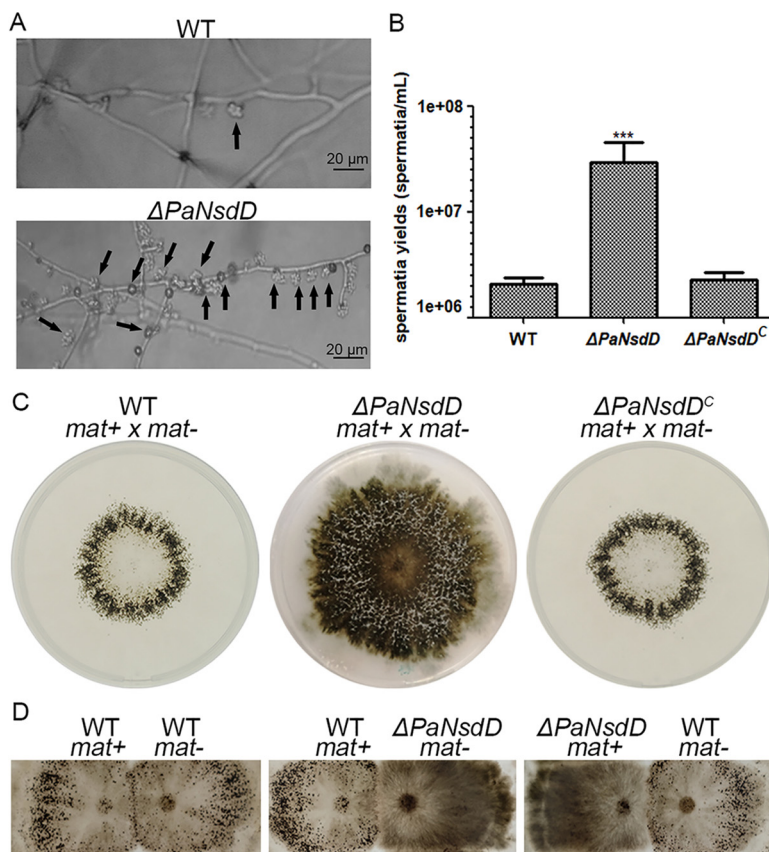 A
WT
20 µm
ΔPaNsdD
20 µm
B
spermatia yields (spermatia/mL)
1e+08
1e+07
1e+06
***
WT
ΔPaNsdD
ΔPaNsdDᶜ
C
WT
mat+ x mat-
ΔPaNsdD
mat+ x mat-
ΔPaNsdDᶜ
mat+ x mat-
D
WT
mat+
WT
mat-
WT
mat+
ΔPaNsdD
mat-
ΔPaNsdD
mat+
WT
mat-